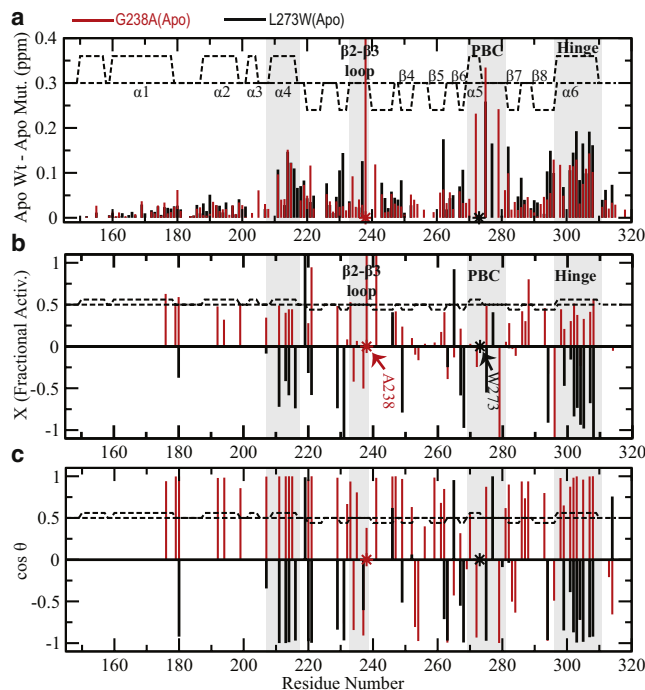 G238A(Apo) L273W(Apo)
a
Apo Wt - Apo Mut. (ppm)
0.4
0.3
0.2
0.1
0
β2-β3
loop
PBC
Hinge
α1 α2 α3 α4 β4 β5 β6 α5 β7 β8 α6
160 180 200 220 240 260 280 300 320
b
X (Fractional Activ.)
1
0.5
0
-0.5
-1
β2-β3
loop
PBC
Hinge
A238
W273
160 180 200 220 240 260 280 300 320
c
cos θ
1
0.5
0
-0.5
-1
160 180 200 220 240 260 280 300 320
Residue Number